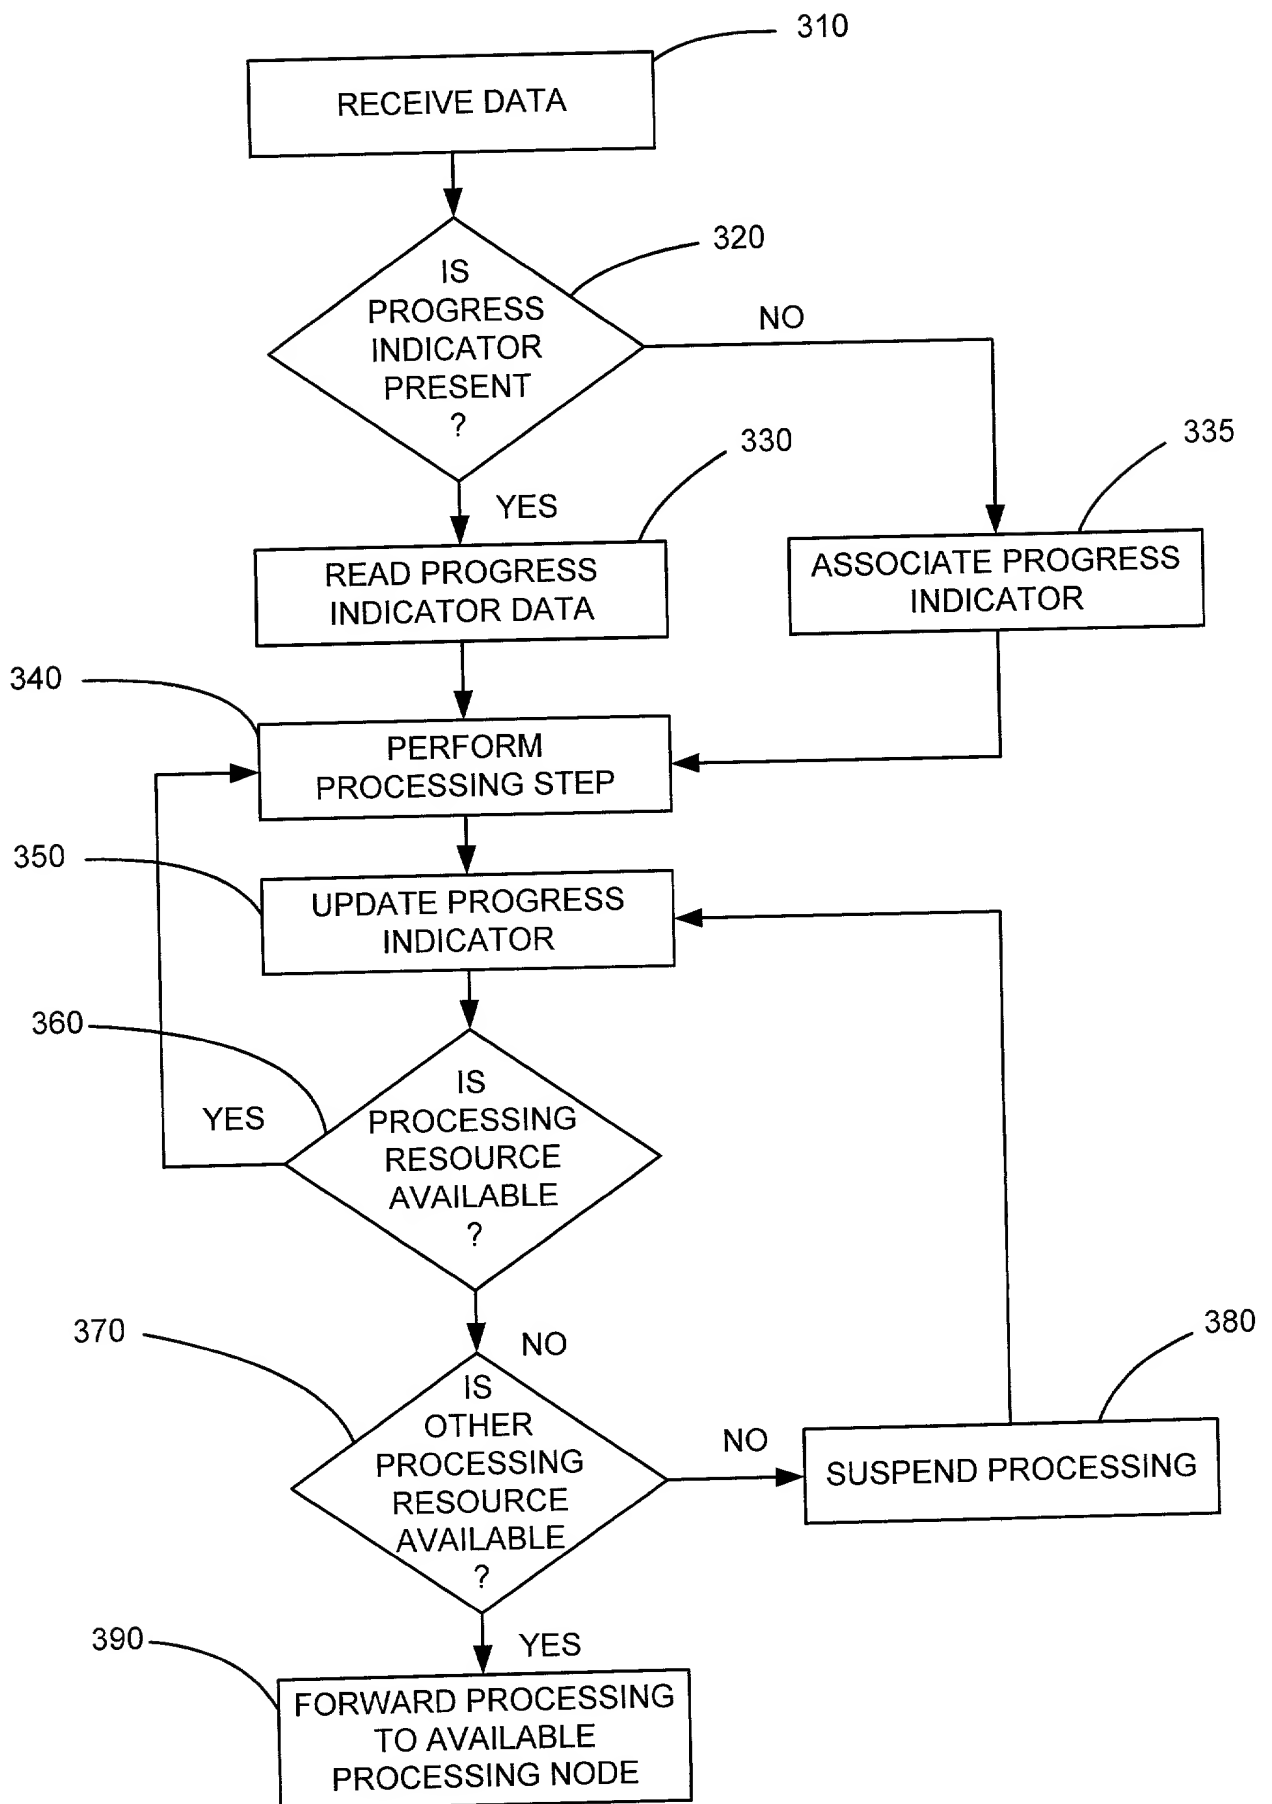 310
RECEIVE DATA
320
IS
PROGRESS
INDICATOR
PRESENT
?
NO
YES
330
335
READ PROGRESS
INDICATOR DATA
ASSOCIATE PROGRESS
INDICATOR
340
PERFORM
PROCESSING STEP
350
UPDATE PROGRESS
INDICATOR
360
IS
PROCESSING
RESOURCE
AVAILABLE
?
YES
NO
370
IS
OTHER
PROCESSING
RESOURCE
AVAILABLE
?
NO
380
SUSPEND PROCESSING
YES
390
FORWARD PROCESSING
TO AVAILABLE
PROCESSING NODE